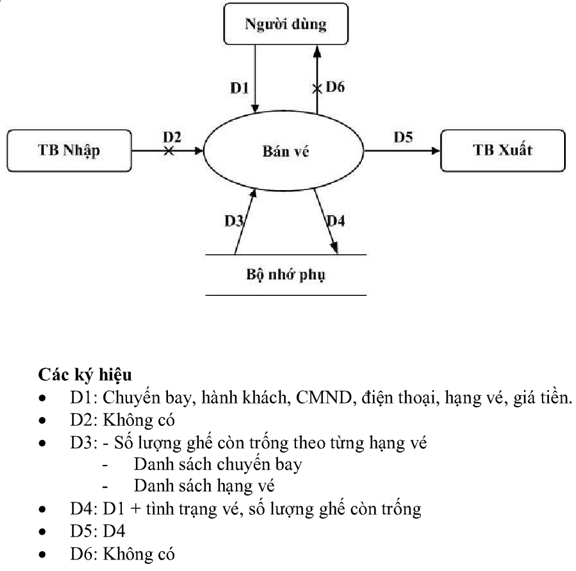 Người dùng
D1
D6
TB Nhập
D2
Bán vé
D5
TB Xuất
D3
D4
Bộ nhớ phụ
Các ký hiệu
• D1: Chuyến bay, hành khách, CMND, điện thoại, hạng vé, giá tiền.
• D2: Không có
• D3: - Số lượng ghế còn trống theo từng hạng vé
- Danh sách chuyến bay
- Danh sách hạng vé
• D4: D1 + tình trạng vé, số lượng ghế còn trống
• D5: D4
• D6: Không có